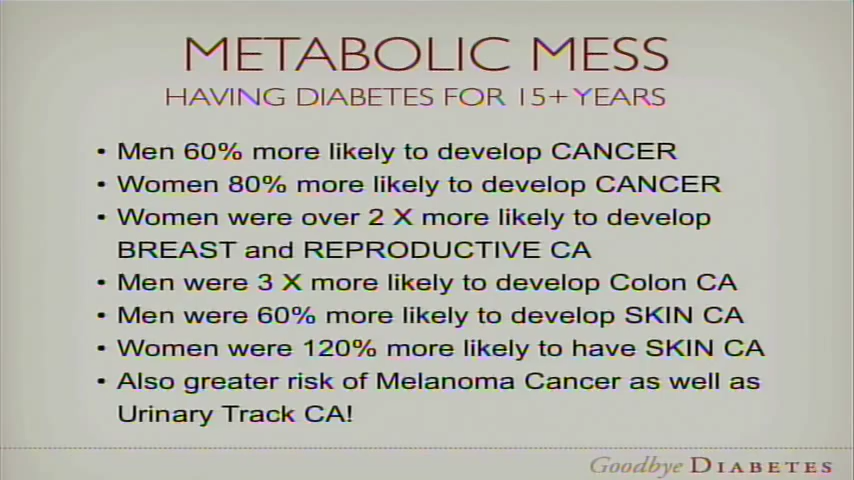 METABOLIC MESS
HAVING DIABETES FOR 15+ YEARS
• Men 60% more likely to develop CANCER
• Women 80% more likely to develop CANCER
• Women were over 2 X more likely to develop
BREAST and REPRODUCTIVE CA
• Men were 3 X more likely to develop Colon CA
• Men were 60% more likely to develop SKIN CA
• Women were 120% more likely to have SKIN CA
• Also greater risk of Melanoma Cancer as well as
Urinary Track CA!
Goodbye DIABETES